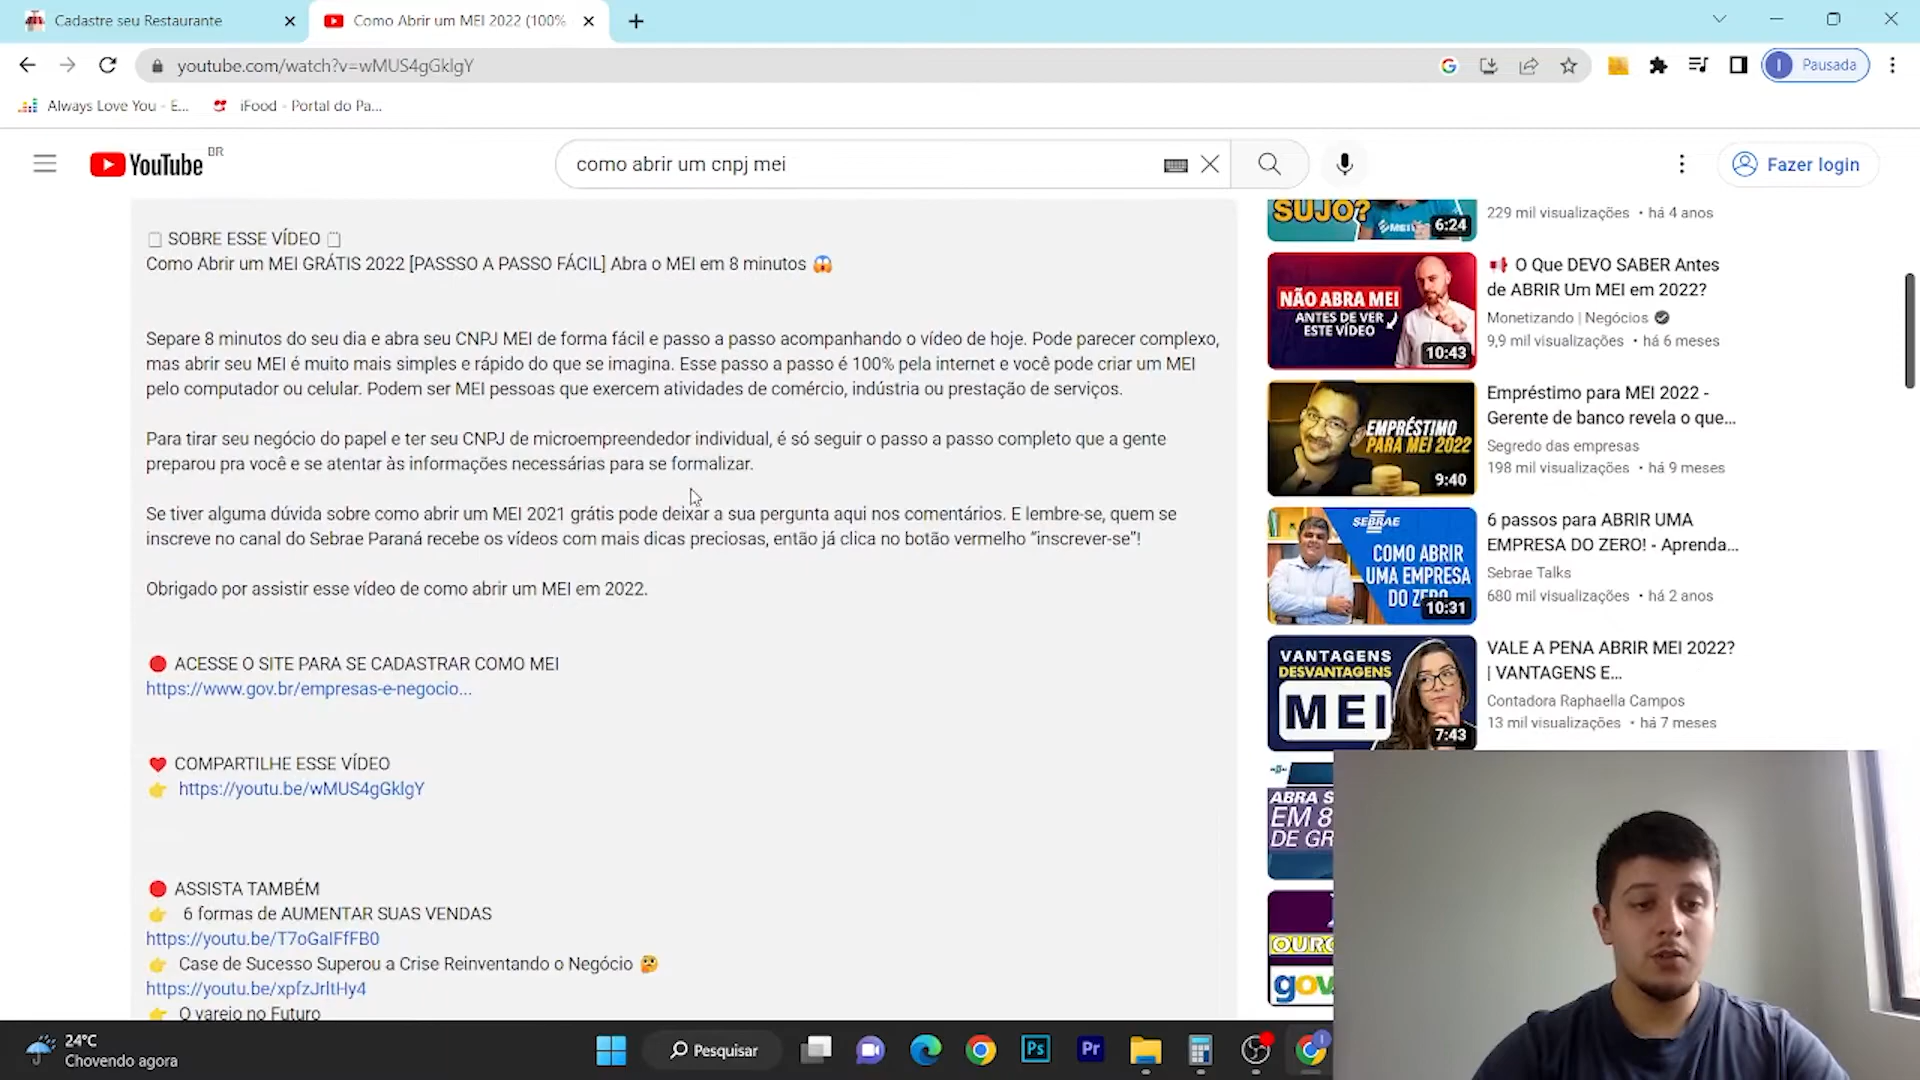 Cadastre seu Restaurante
Como Abrir um MEI 2022 (100%
youtube.com/watch?v=wMUS4gGklgY
Pausada
Always Love You - E...
iFood - Portal do Pa...
YouTube BR
como abrir um cnpj mei
Fazer login
SOBRE ESSE VÍDEO
Como Abrir um MEI GRÁTIS 2022 [PASSSO A PASSO FÁCIL] Abra o MEI em 8 minutos
Separe 8 minutos do seu dia e abra seu CNPJ MEI de forma fácil e passo a passo acompanhando o vídeo de hoje. Pode parecer complexo,
mas abrir seu MEI é muito mais simples e rápido do que se imagina. Esse passo a passo é 100% pela internet e você pode criar um MEI
pelo computador ou celular. Podem ser MEI pessoas que exercem atividades de comércio, indústria ou prestação de serviços.
Para tirar seu negócio do papel e ter seu CNPJ de microempreendedor individual, é só seguir o passo a passo completo que a gente
preparou pra você e se atentar às informações necessárias para se formalizar.
Se tiver alguma dúvida sobre como abrir um MEI 2021 grátis pode deixar a sua pergunta aqui nos comentários. E lembre-se, quem se
inscreve no canal do Sebrae Paraná recebe os vídeos com mais dicas preciosas, então já clica no botão vermelho “inscrever-se”!
Obrigado por assistir esse vídeo de como abrir um MEI em 2022.
ACESSE O SITE PARA SE CADASTRAR COMO MEI
https://www.gov.br/empresas-e-negocio...
COMPARTILHE ESSE VÍDEO
https://youtu.be/wMUS4gGklgY
ASSISTA TAMBÉM
6 formas de AUMENTAR SUAS VENDAS
https://youtu.be/T7oGaIFfFB0
Case de Sucesso Superou a Crise Reinventando o Negócio
https://youtu.be/xpfzJrltHy4
O varejo no Futuro
SUJO?
6:24
229 mil visualizações • há 4 anos
NÃO ABRA MEI
ANTES DE VER
ESTE VÍDEO
10:43
O Que DEVO SABER Antes
de ABRIR Um MEI em 2022?
Monetizando | Negócios
9,9 mil visualizações • há 6 meses
EMPRÉSTIMO
PARA MEI 2022
9:40
Empréstimo para MEI 2022 -
Gerente de banco revela o que...
Segredo das empresas
198 mil visualizações • há 9 meses
SEBRAE
COMO ABRIR
UMA EMPRESA
DO ZERO
10:31
6 passos para ABRIR UMA
EMPRESA DO ZERO! - Aprenda...
Sebrae Talks
680 mil visualizações • há 2 anos
VANTAGENS
DESVANTAGENS
MEI
7:43
VALE A PENA ABRIR MEI 2022?
| VANTAGENS E...
Contadora Raphaella Campos
13 mil visualizações • há 7 meses
ABRA S
EM 8
DE GR
OURO
gov
24°C
Chovendo agora
Pesquisar
Ps
Pr